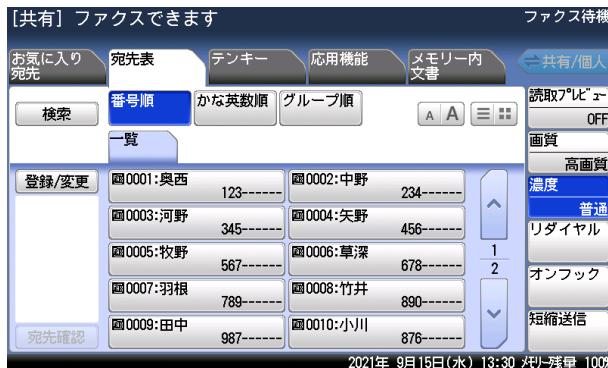 [共有] ファクスできます
ファクス待機
お気に入り
宛先
宛先表
テンキー
応用機能
メモリー内
文書
共有/個人
検索
番号順
かな英数順
グループ順
A A
読取プレビュー
OFF
一覧
画質
高画質
登録/変更
0001:奥西
123------
0002:中野
234------
濃度
普通
0003:河野
345------
0004:矢野
456------
リダイヤル
0005:牧野
567------
0006:草深
678------
1
2
オンフック
0007:羽根
789------
0008:竹井
890------
短縮送信
0009:田中
987------
0010:小川
876------
宛先確認
2021年 9月15日(水) 13:30 メモリー残量 100%